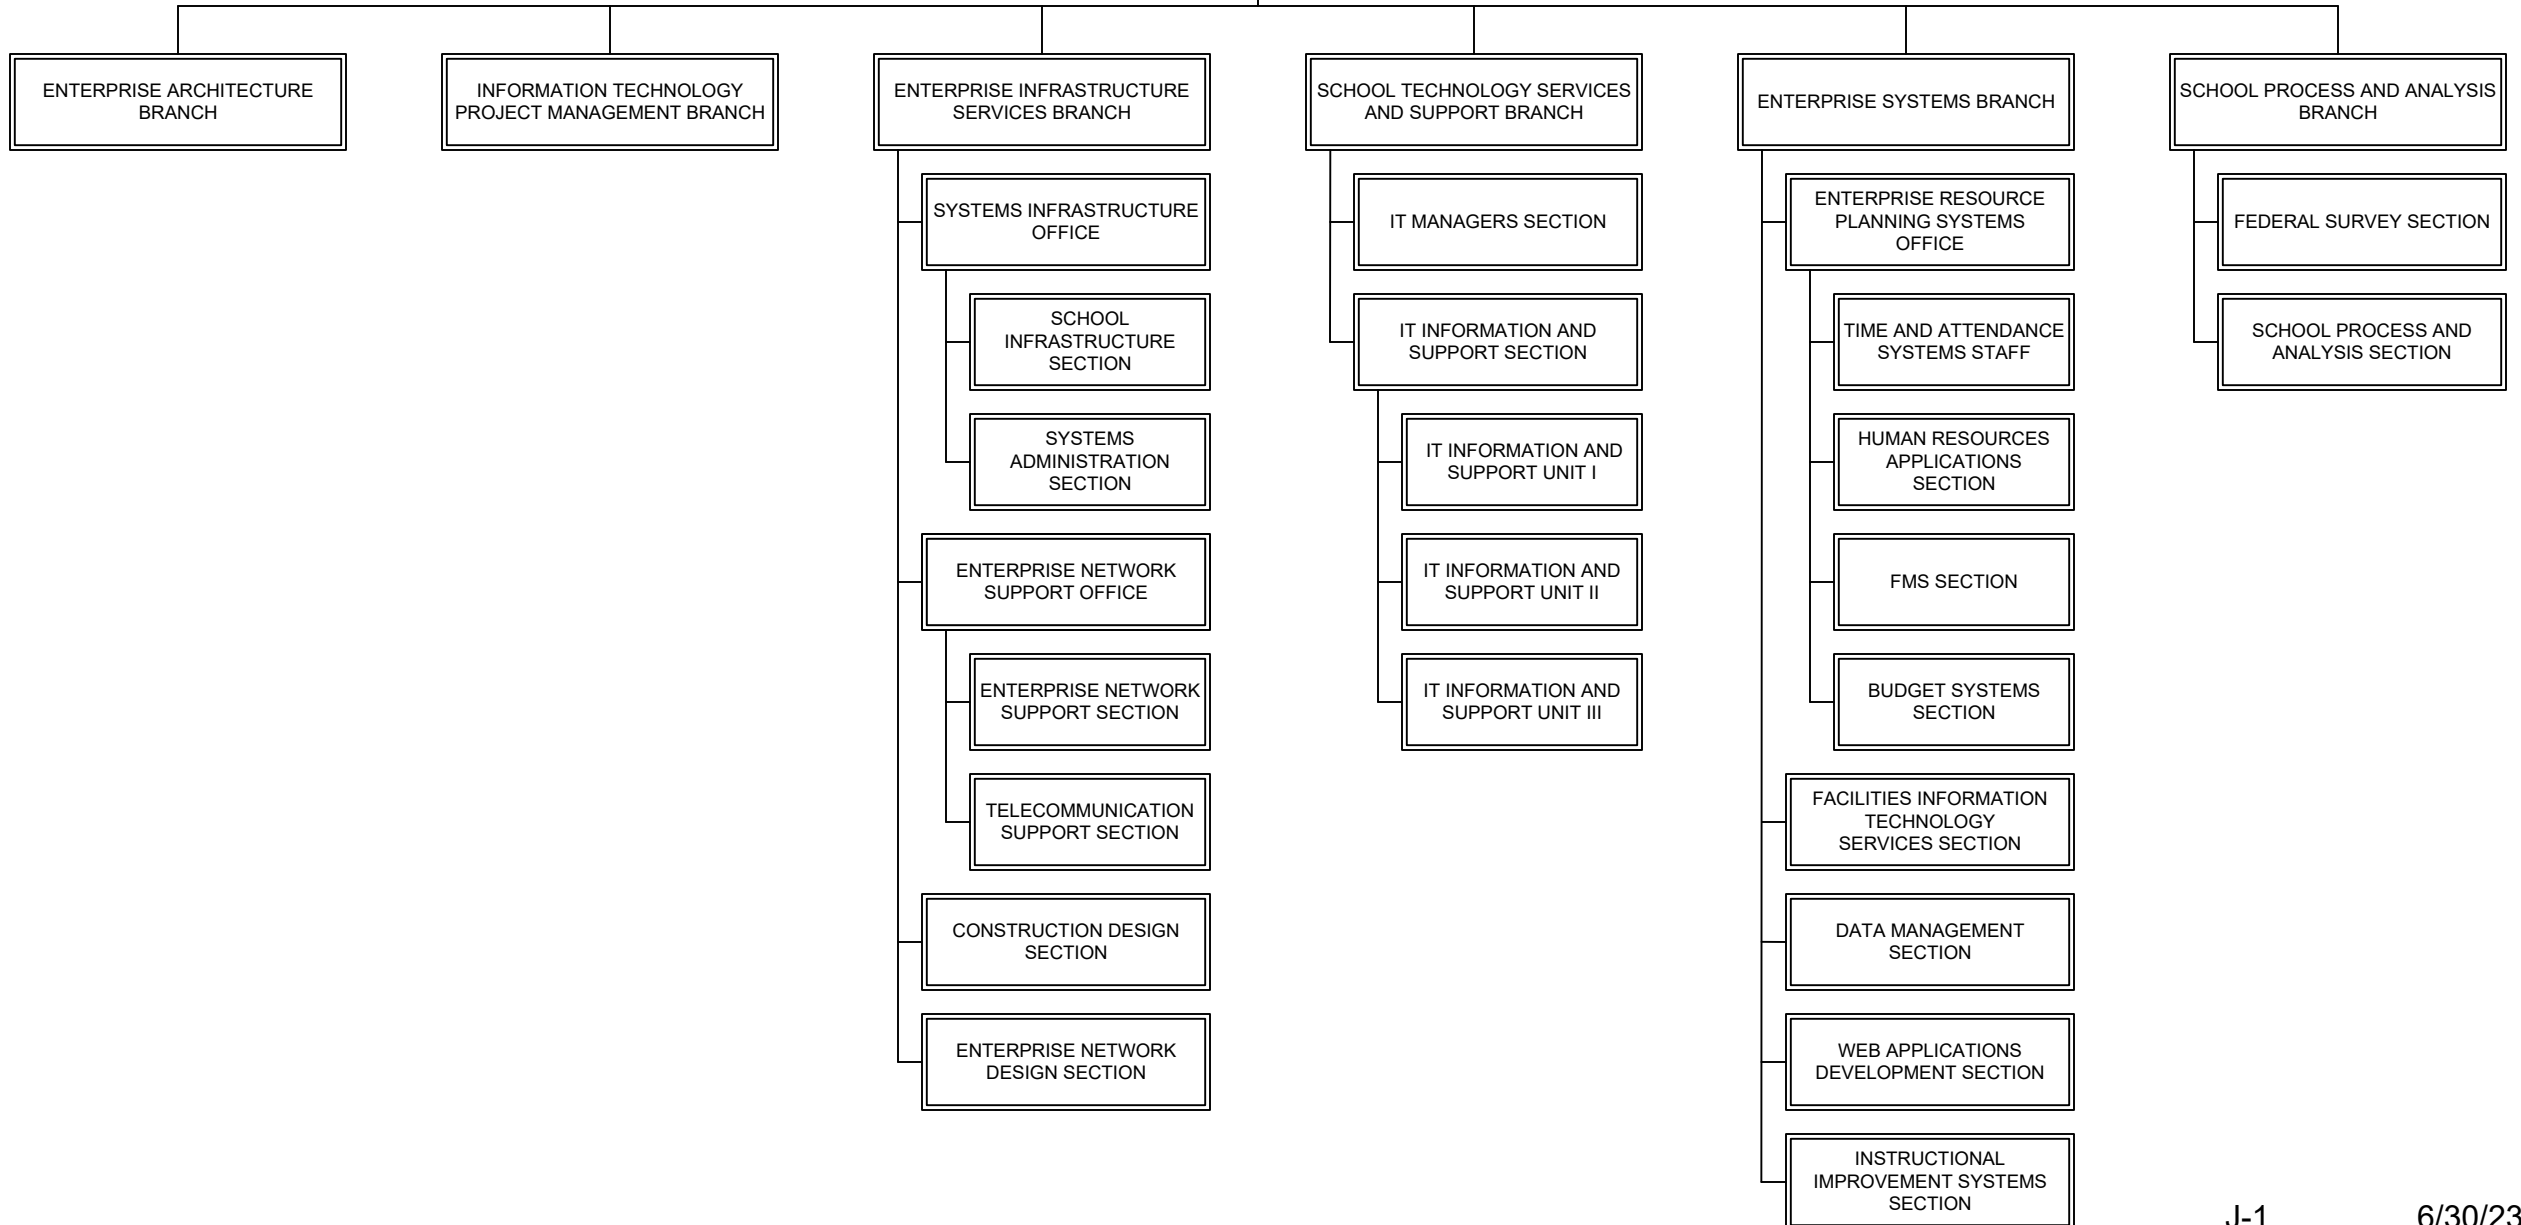 ENTERPRISE ARCHITECTURE
BRANCH
INFORMATION TECHNOLOGY
PROJECT MANAGEMENT BRANCH
ENTERPRISE INFRASTRUCTURE
SERVICES BRANCH
SYSTEMS INFRASTRUCTURE
OFFICE
SCHOOL
INFRASTRUCTURE
SECTION
SYSTEMS
ADMINISTRATION
SECTION
ENTERPRISE NETWORK
SUPPORT OFFICE
ENTERPRISE NETWORK
SUPPORT SECTION
TELECOMMUNICATION
SUPPORT SECTION
CONSTRUCTION DESIGN
SECTION
ENTERPRISE NETWORK
DESIGN SECTION
SCHOOL TECHNOLOGY SERVICES
AND SUPPORT BRANCH
IT MANAGERS SECTION
IT INFORMATION AND
SUPPORT SECTION
IT INFORMATION AND
SUPPORT UNIT I
IT INFORMATION AND
SUPPORT UNIT II
IT INFORMATION AND
SUPPORT UNIT III
ENTERPRISE SYSTEMS BRANCH
ENTERPRISE RESOURCE
PLANNING SYSTEMS
OFFICE
TIME AND ATTENDANCE
SYSTEMS STAFF
HUMAN RESOURCES
APPLICATIONS
SECTION
FMS SECTION
BUDGET SYSTEMS
SECTION
FACILITIES INFORMATION
TECHNOLOGY
SERVICES SECTION
DATA MANAGEMENT
SECTION
WEB APPLICATIONS
DEVELOPMENT SECTION
INSTRUCTIONAL
IMPROVEMENT SYSTEMS
SECTION
SCHOOL PROCESS AND ANALYSIS
BRANCH
FEDERAL SURVEY SECTION
SCHOOL PROCESS AND
ANALYSIS SECTION
J-1 6/30/23